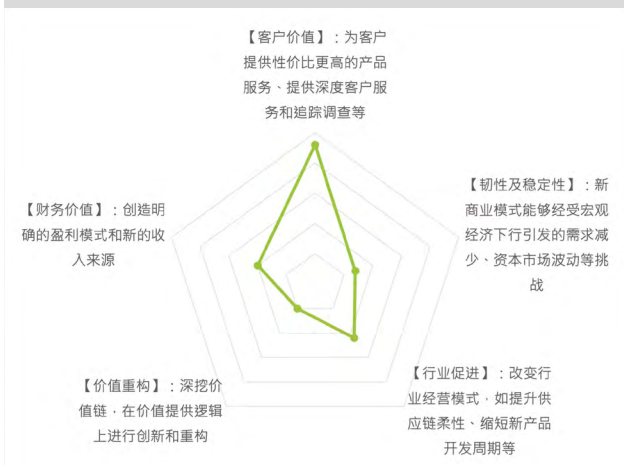 【客户价值】：为客户
提供性价比更高的产品
服务、提供深度客户服
务和追踪调查等
【韧性及稳定性】：新
商业模式能够经受宏观
经济下行引发的需求减
少、资本市场波动等挑
战
【财务价值】：创造明
确的盈利模式和新的收
入来源
【价值重构】：深挖价
值链，在价值提供逻辑
上进行创新和重构
【行业促进】：改变行
业经营模式，如提升供
应链柔性、缩短新产品
开发周期等